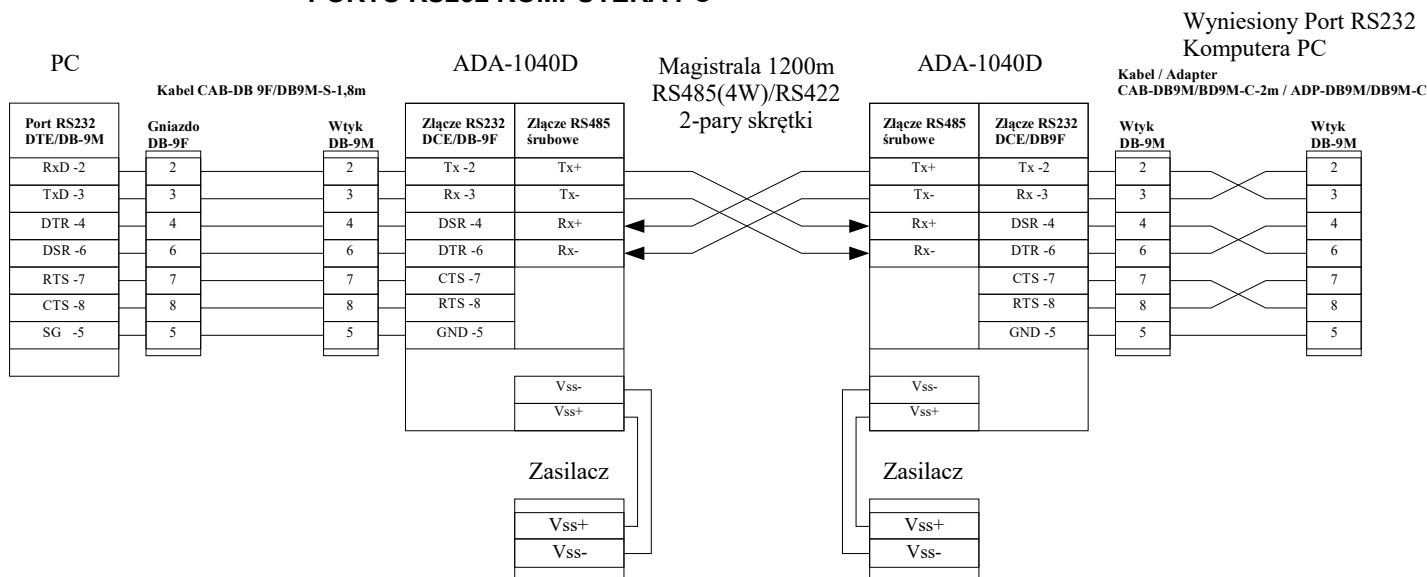 PORTU RS232 KOMPUTERA PC
Wyniesiony Port RS232
Komputera PC
PC
Kabel CAB-DB 9F/DB9M-S-1,8m
ADA-1040D
Magistrala 1200m
RS485(4W)/RS422
2-pary skrętki
ADA-1040D
Kabel / Adapter
CAB-DB9M/BD9M-C-2m / ADP-DB9M/DB9M-C
Port RS232
DTE/DB-9M
RxD -2
TxD -3
DTR -4
DSR -6
RTS -7
CTS -8
SG -5
Gniazdo
DB-9F
2
3
4
6
7
8
5
Wtyk
DB-9M
2
3
4
6
7
8
5
Złącze RS232
DCE/DB-9F
Tx -2
Rx -3
DSR -4
DTR -6
CTS -7
RTS -8
GND -5
Złącze RS485
śrubowe
Tx+
Tx-
Rx+
Rx-
Vss-
Vss+
Zasilacz
Vss+
Vss-
Złącze RS485
śrubowe
Tx+
Tx-
Rx+
Rx-
Vss-
Vss+
Zasilacz
Vss+
Vss-
Złącze RS232
DCE/DB9F
Tx -2
Rx -3
DSR -4
DTR -6
CTS -7
RTS -8
GND -5
Wtyk
DB-9M
2
3
4
6
7
8
5
Wtyk
DB-9M
2
3
4
6
7
8
5